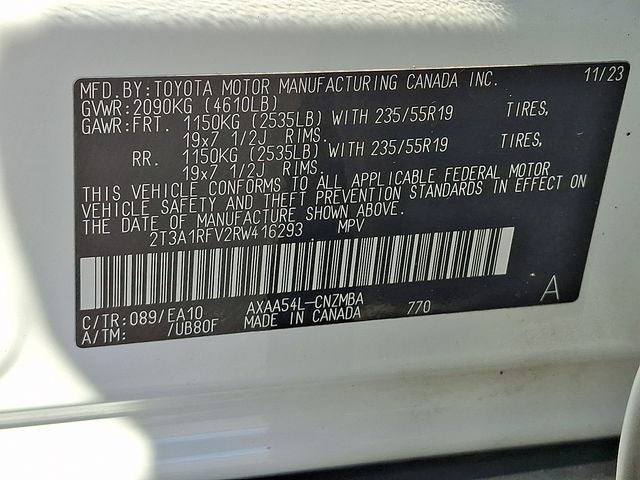 MFD.BY:TOYOTA MOTOR MANUFACTURING CANADA INC. 11/23
GVWR:2090KG (4610LB)
GAWR:FRT. 1150KG (2535LB) WITH 235/55R19 TIRES,
19x7 1/2J RIMS.
RR. 1150KG (2535LB) WITH 235/55R19 TIRES,
19x7 1/2J RIMS.
THIS VEHICLE CONFORMS TO ALL APPLICABLE FEDERAL MOTOR
VEHICLE SAFETY AND THEFT PREVENTION STANDARDS IN EFFECT ON
THE DATE OF MANUFACTURE SHOWN ABOVE.
2T3A1RFV2RW416293 MPV
C/TR:089/EA10 AXAA54L-CNZMBA 770 A
A/TM: /UB80F MADE IN CANADA